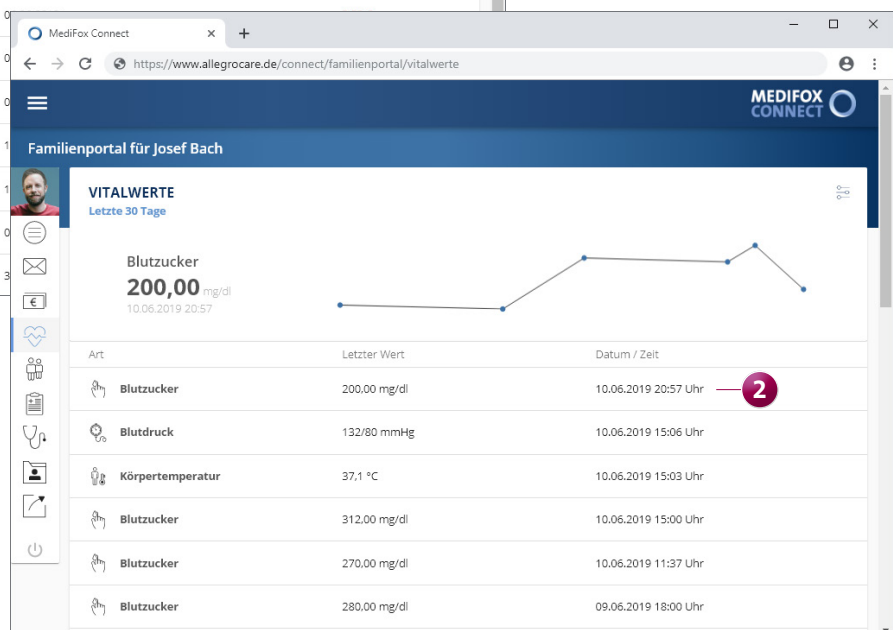 MediFox Connect
https://www.allegrocare.de/connect/familienportal/vitalwerte
MEDIFOX
CONNECT
Familienportal für Josef Bach
VITALWERTE
Letzte 30 Tage
Blutzucker
200,00 mg/dl
10.06.2019 20:57
€
Art Letzter Wert Datum / Zeit
Blutzucker 200,00 mg/dl 10.06.2019 20:57 Uhr 2
Blutdruck 132/80 mmHg 10.06.2019 15:06 Uhr
Körpertemperatur 37,1 °C 10.06.2019 15:03 Uhr
Blutzucker 312,00 mg/dl 10.06.2019 15:00 Uhr
Blutzucker 270,00 mg/dl 10.06.2019 11:37 Uhr
Blutzucker 280,00 mg/dl 09.06.2019 18:00 Uhr